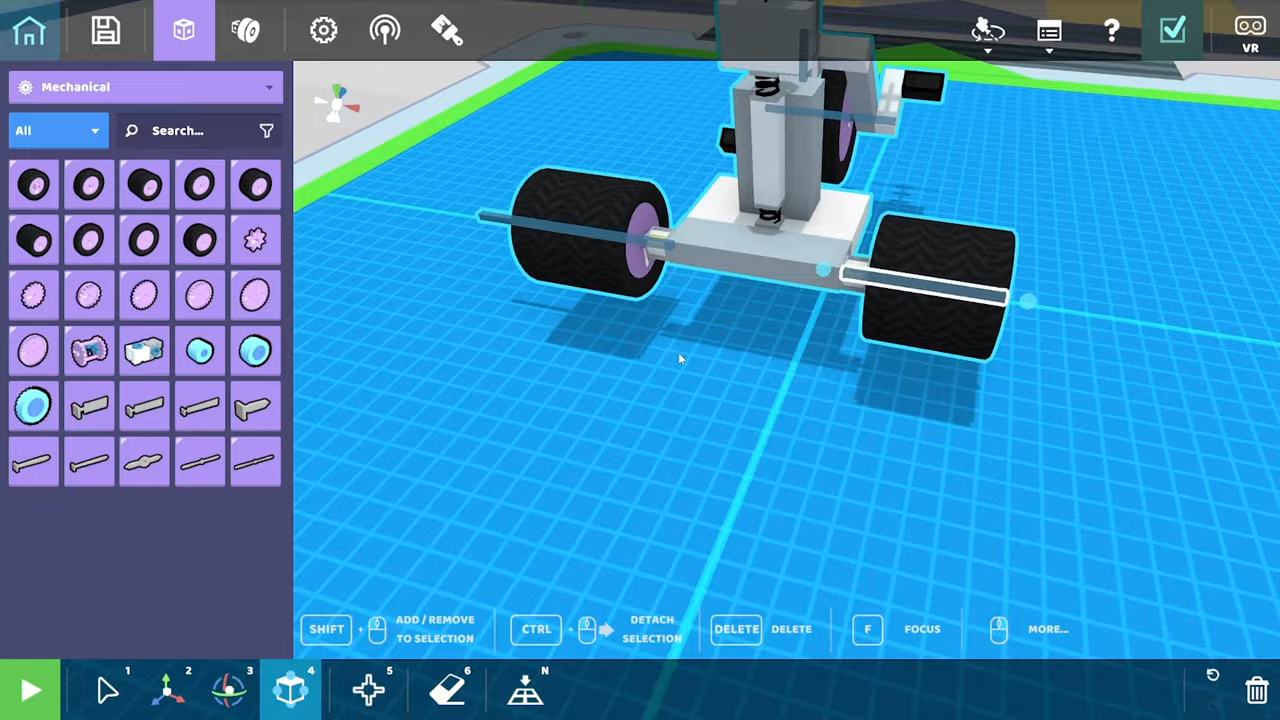 VR
Mechanical
All
Search...
SHIFT + ADD / REMOVE TO SELECTION
CTRL + DETACH SELECTION
DELETE DELETE
F FOCUS
MORE...
1
2
3
4
5
6
N